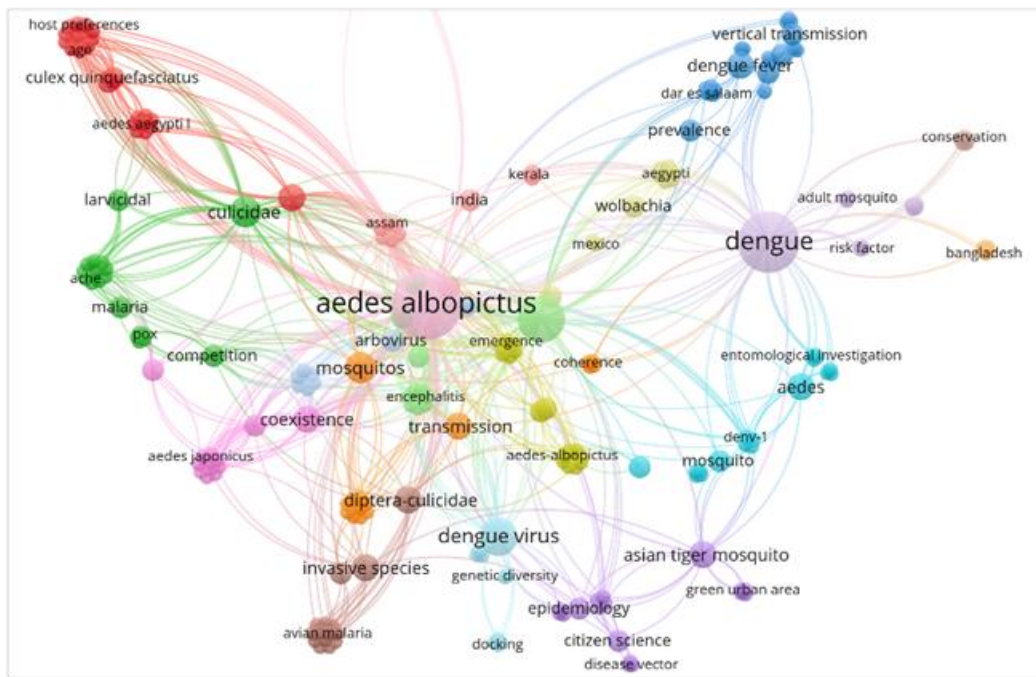 host preferences
age
culex quinquefasciatus
aedes aegypti l
larvicidal
culicidae
ache
malaria
pox
competition
vertical transmission
dengue fever
dar es salaam
prevalence
kerala
india
assam
aegypti
wolbachia
mexico
conservation
adult mosquito
dengue
risk factor
bangladesh
aedes albopictus
arbovirus
emergence
mosquitos
coherence
encephalitis
entomological investigation
aedes
coexistence
transmission
denv-1
aedes japonicus
aedes-albopictus
mosquito
diptera-culicidae
dengue virus
asian tiger mosquito
invasive species
genetic diversity
green urban area
avian malaria
epidemiology
docking
citizen science
disease vector